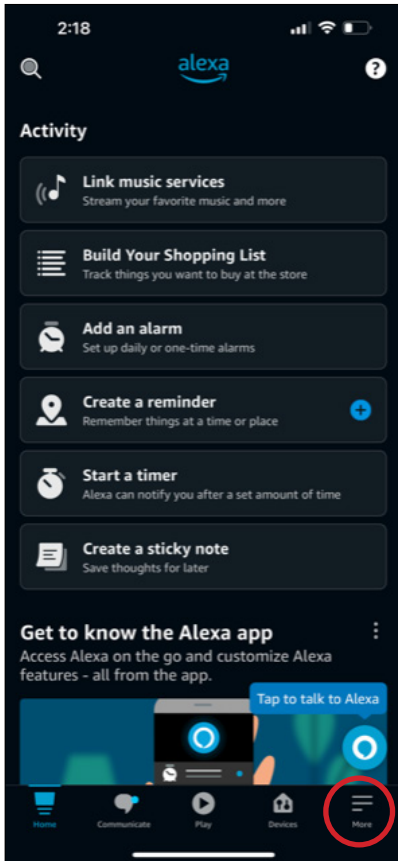 2:18
alexa
?
Activity
Link music services
Stream your favorite music and more
Build Your Shopping List
Track things you want to buy at the store
Add an alarm
Set up daily or one-time alarms
Create a reminder
Remember things at a time or place
Start a timer
Alexa can notify you after a set amount of time
Create a sticky note
Save thoughts for later
Get to know the Alexa app
Access Alexa on the go and customize Alexa
features - all from the app.
Tap to talk to Alexa
Home Communicate Play Devices More